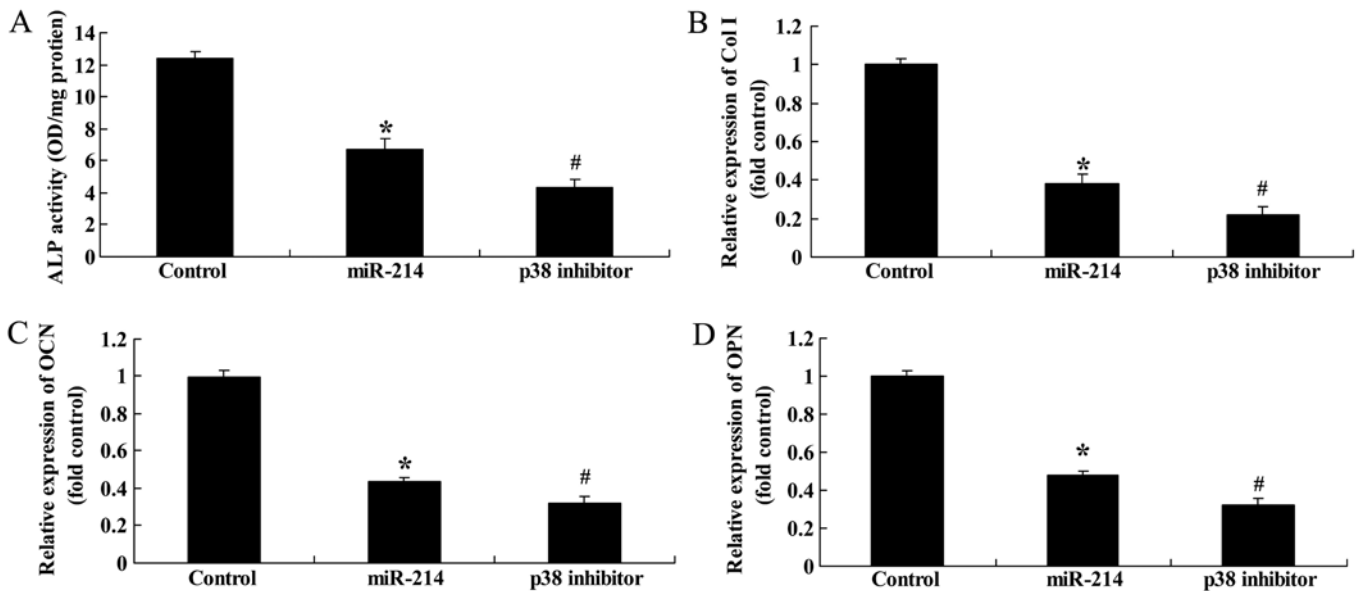 A
ALP activity (OD/mg protien)
14
12
10
8
6
4
2
0
*
#
Control
miR-214
p38 inhibitor
B
Relative expression of Col I
(fold control)
1.2
1
0.8
0.6
0.4
0.2
0
*
#
Control
miR-214
p38 inhibitor
C
Relative expression of OCN
(fold control)
1.2
1
0.8
0.6
0.4
0.2
0
*
#
Control
miR-214
p38 inhibitor
D
Relative expression of OPN
(fold control)
1.2
1
0.8
0.6
0.4
0.2
0
*
#
Control
miR-214
p38 inhibitor